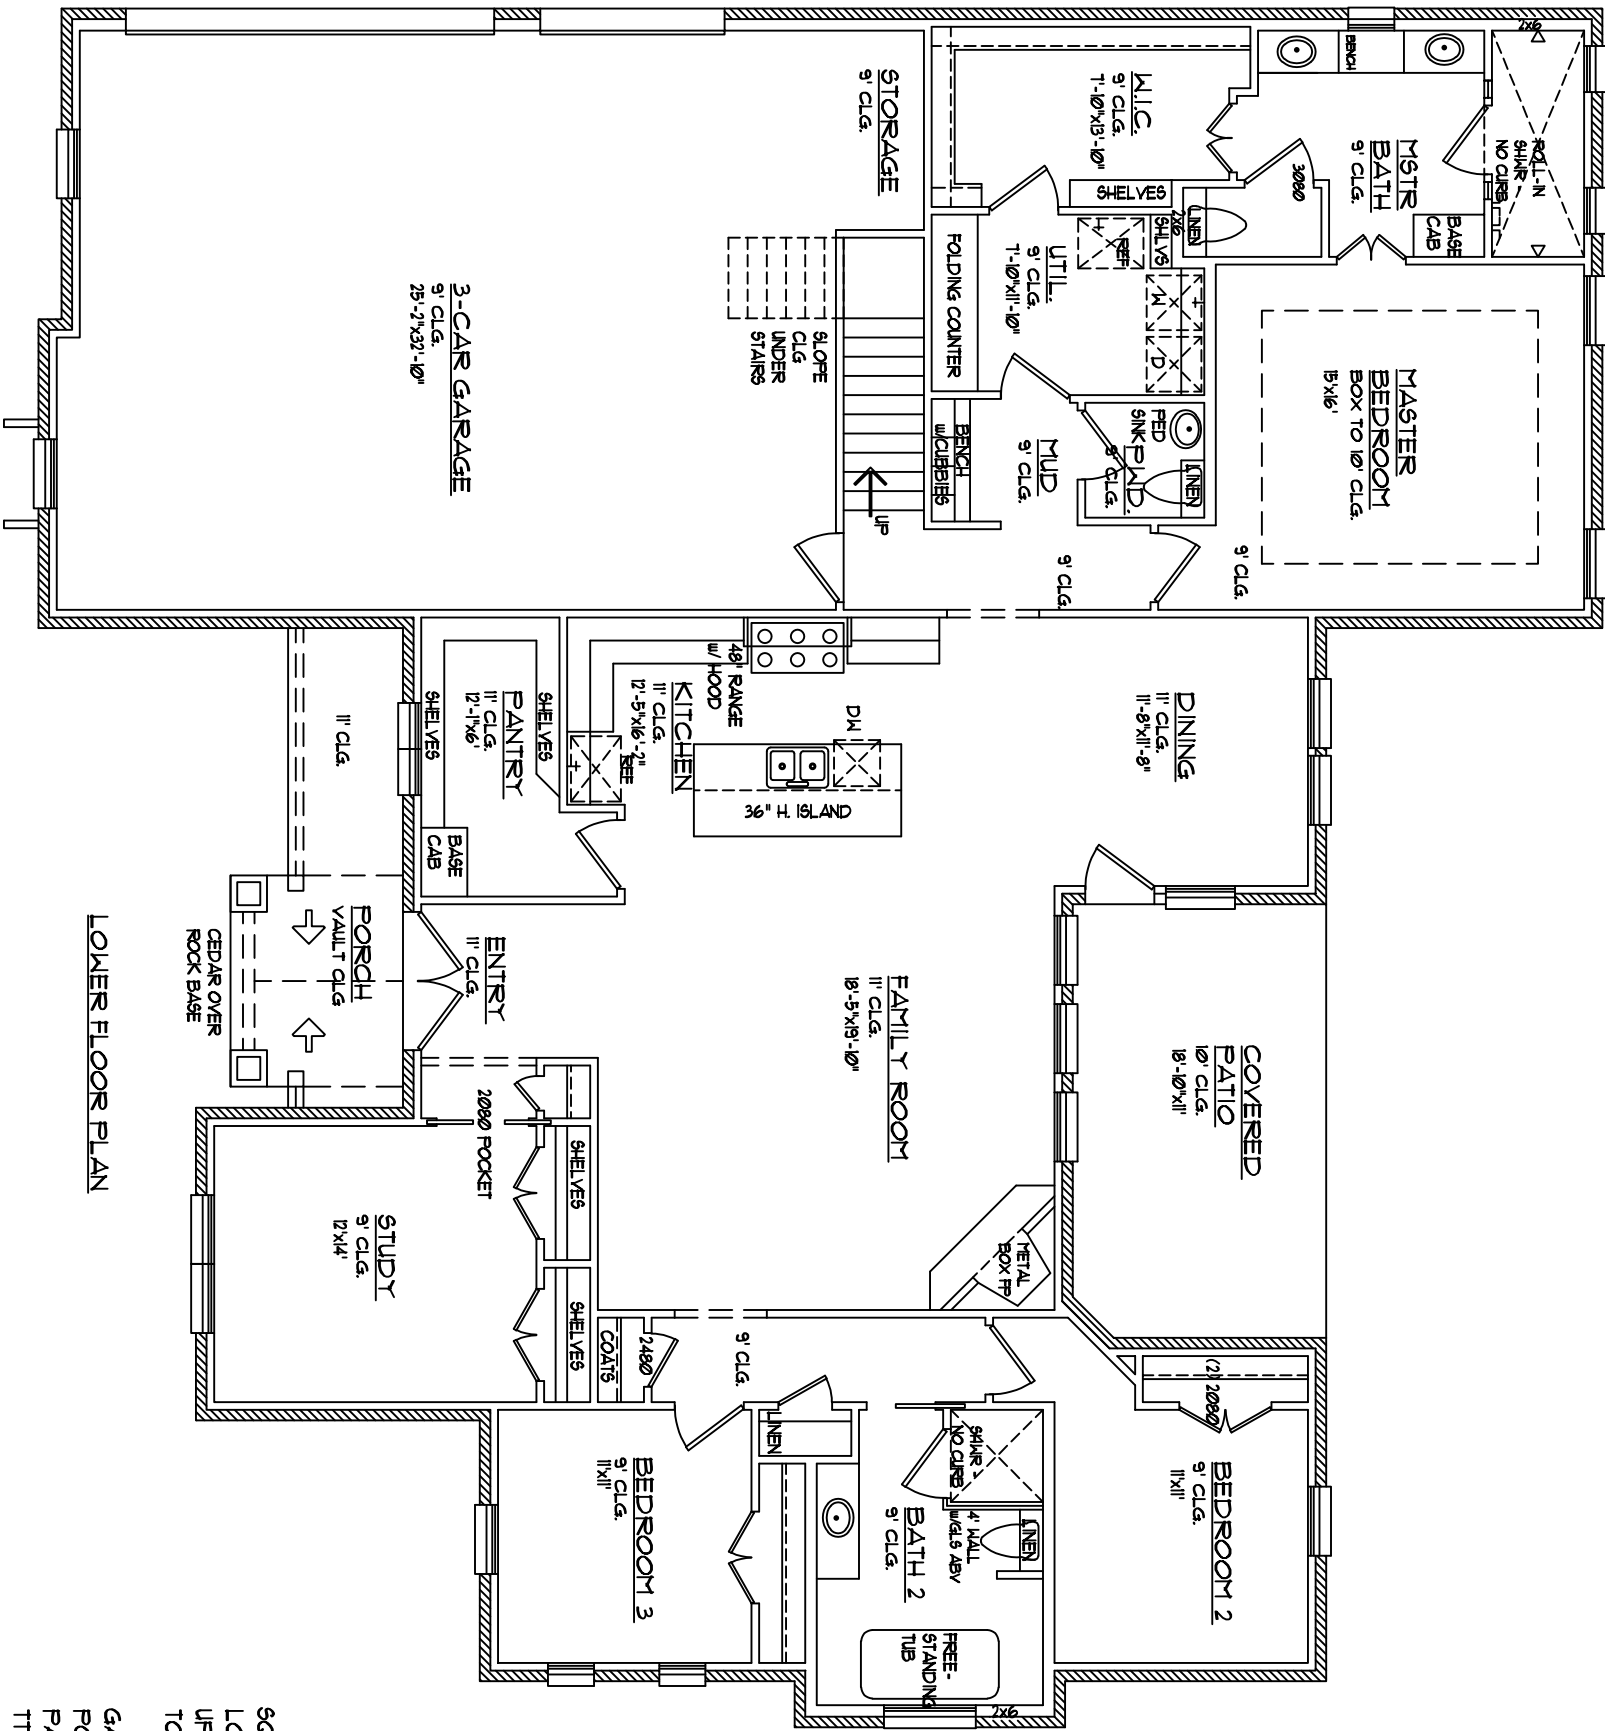 2x6
BENCH
ROLL-IN
SHWR -
NO CURB
MSTR
BATH
9' CLG.
3080
BASE
CAB
W.I.C.
9' CLG.
7'-10"x13'-10"
SHELVES
LINEN
2x6
SHLVS
REF
STORAGE
9' CLG.
UTIL.
9' CLG.
7'-10"x11'-10"
W
D
FOLDING COUNTER
MASTER
BEDROOM
BOX TO 10' CLG.
15'x16'
9' CLG.
3-CAR GARAGE
9' CLG.
25'-2"x32'-10"
SLOPE
CLG
UNDER
STAIRS
UP
BENCH
w/CUBBIES
MUD
9' CLG.
PED
SINK
PWD.
9' CLG.
LINEN
9' CLG.
DINING
11' CLG.
11'-8"x11'-8"
48" RANGE
w/ HOOD
KITCHEN
11' CLG.
12'-5"x16'-2"
DW
36" H. ISLAND
REF
SHELVES
PANTRY
11' CLG.
12'-1"x6'
SHELVES
BASE
CAB
11' CLG.
PORCH
VAULT CLG
CEDAR OVER
ROCK BASE
ENTRY
11' CLG.
FAMILY ROOM
11' CLG.
18'-5"x19'-10"
COVERED
PATIO
10' CLG.
18'-10"x11'
METAL
BOX FP
2080 POCKET
SHELVES
SHELVES
STUDY
9' CLG.
12'x14'
COATS
2480
9' CLG.
(2) 2080
LINEN
BEDROOM 2
9' CLG.
11'x11'
SHWR -
NO CURB
4' WALL
w/GLS ABV
LINEN
BATH 2
9' CLG.
BEDROOM 3
9' CLG.
11'x11'
FREE-
STANDING
TUB
2x6
LOWER FLOOR PLAN